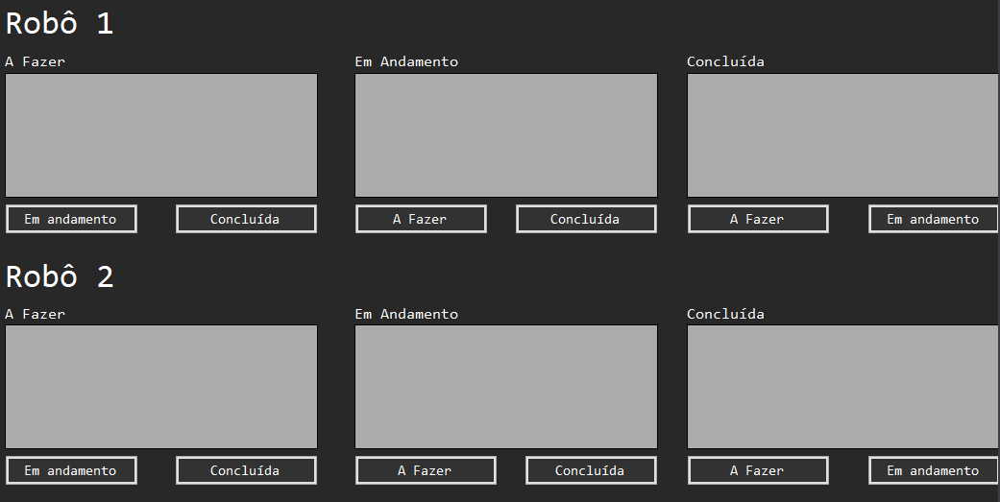 Robô 1
A Fazer Em Andamento Concluída
Em andamento Concluída A Fazer Concluída A Fazer Em andamento
Robô 2
A Fazer Em Andamento Concluída
Em andamento Concluída A Fazer Concluída A Fazer Em andamento